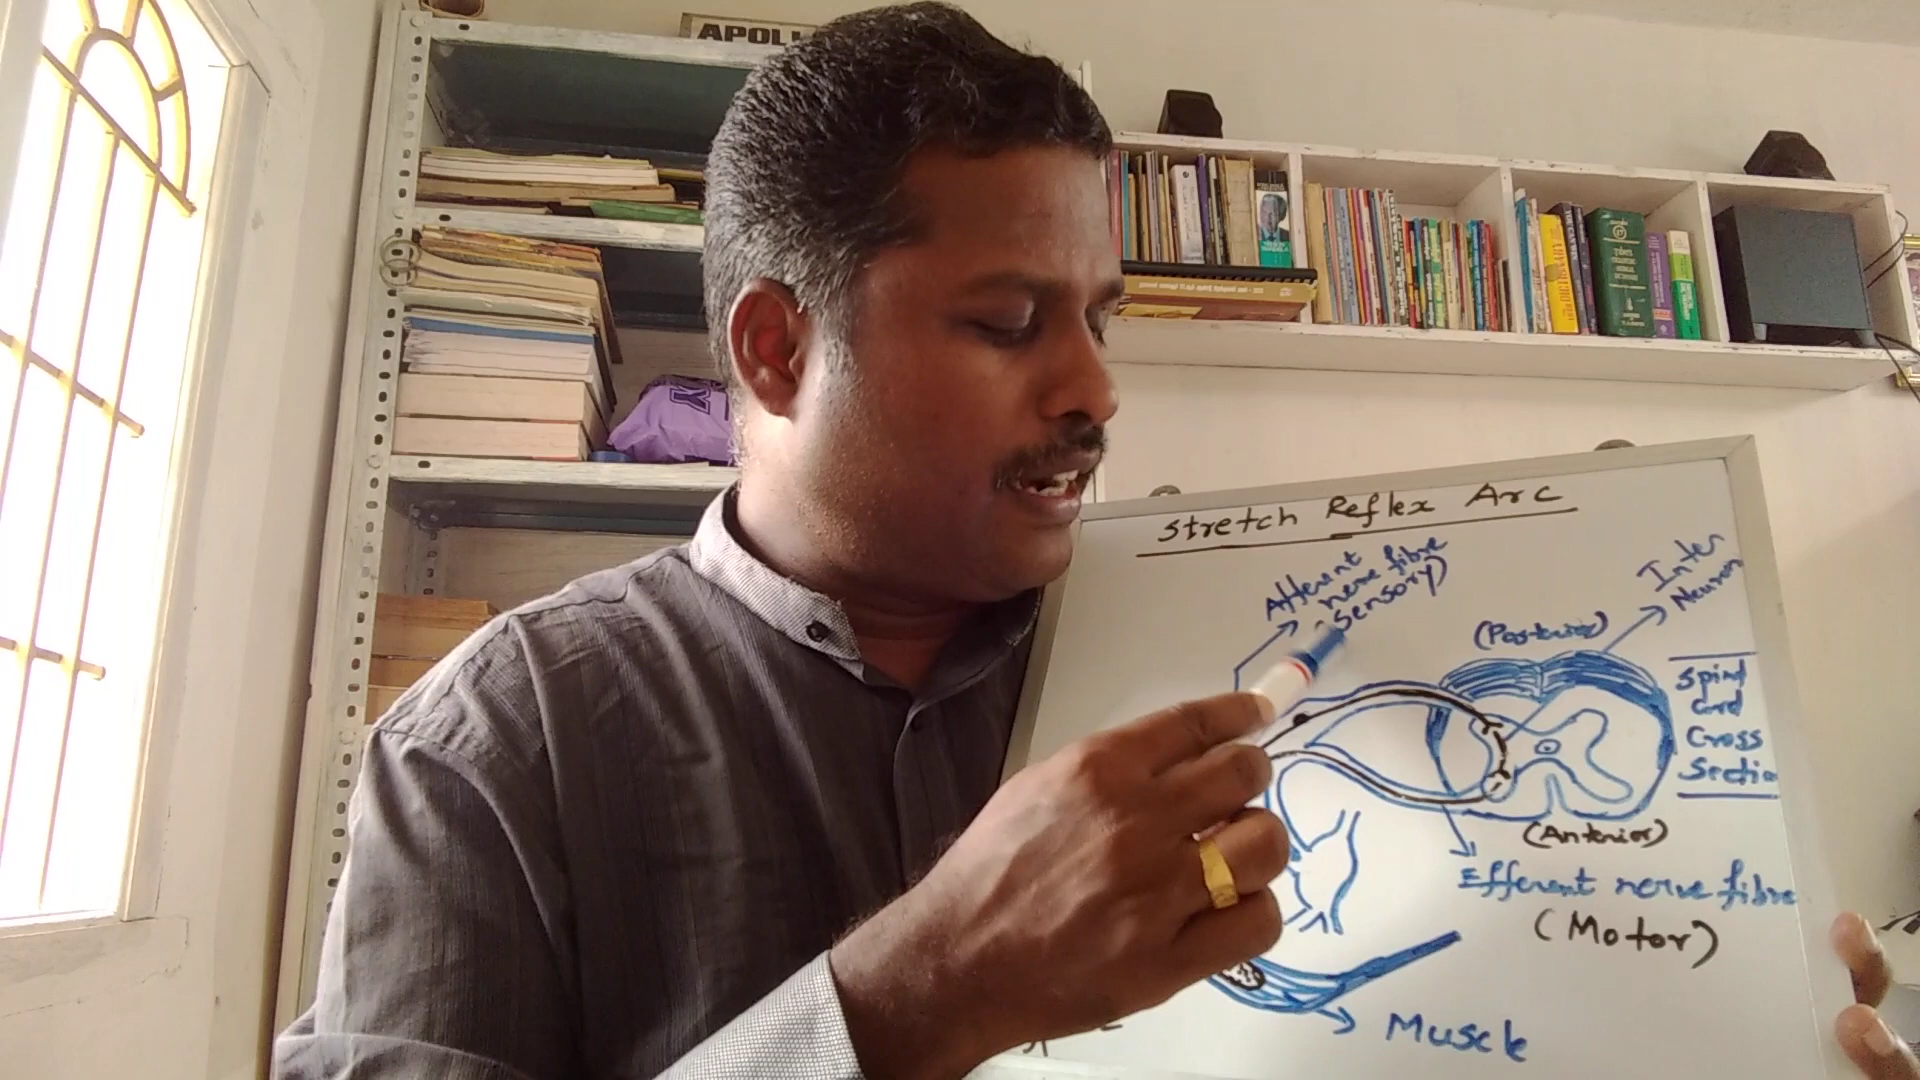 APOLL
Stretch Reflex Arc
Afferent
nerve fibre
(Sensory)
Inter
Neuron
(Posterior)
Spinal
Cord
Cross
Section
(Anterior)
Efferent nerve fibre
(Motor)
Muscle
DICTIONARY
Y